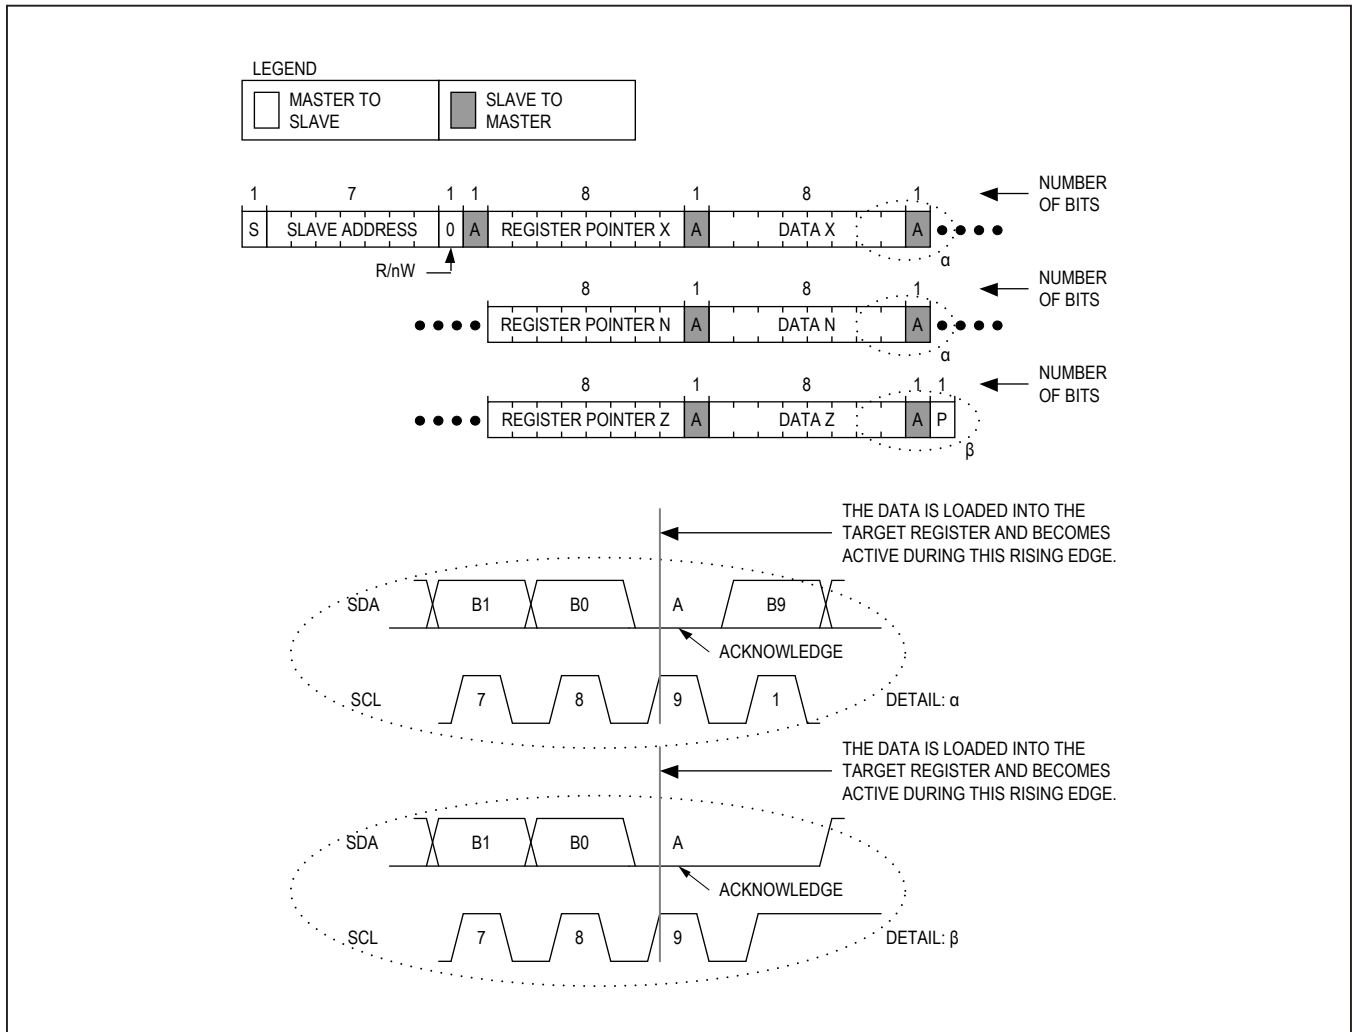 LEGEND
MASTER TO
SLAVE
SLAVE TO
MASTER
1 7 1 1 8 1 8 1
NUMBER
OF BITS
S SLAVE ADDRESS 0 A REGISTER POINTER X A DATA X A
α
R/nW
8 1 8 1
NUMBER
OF BITS
REGISTER POINTER N A DATA N A
α
8 1 8 1 1
NUMBER
OF BITS
REGISTER POINTER Z A DATA Z A P
β
THE DATA IS LOADED INTO THE
TARGET REGISTER AND BECOMES
ACTIVE DURING THIS RISING EDGE.
SDA B1 B0 A B9
ACKNOWLEDGE
SCL 7 8 9 1
DETAIL: α
THE DATA IS LOADED INTO THE
TARGET REGISTER AND BECOMES
ACTIVE DURING THIS RISING EDGE.
SDA B1 B0 A
ACKNOWLEDGE
SCL 7 8 9
DETAIL: β